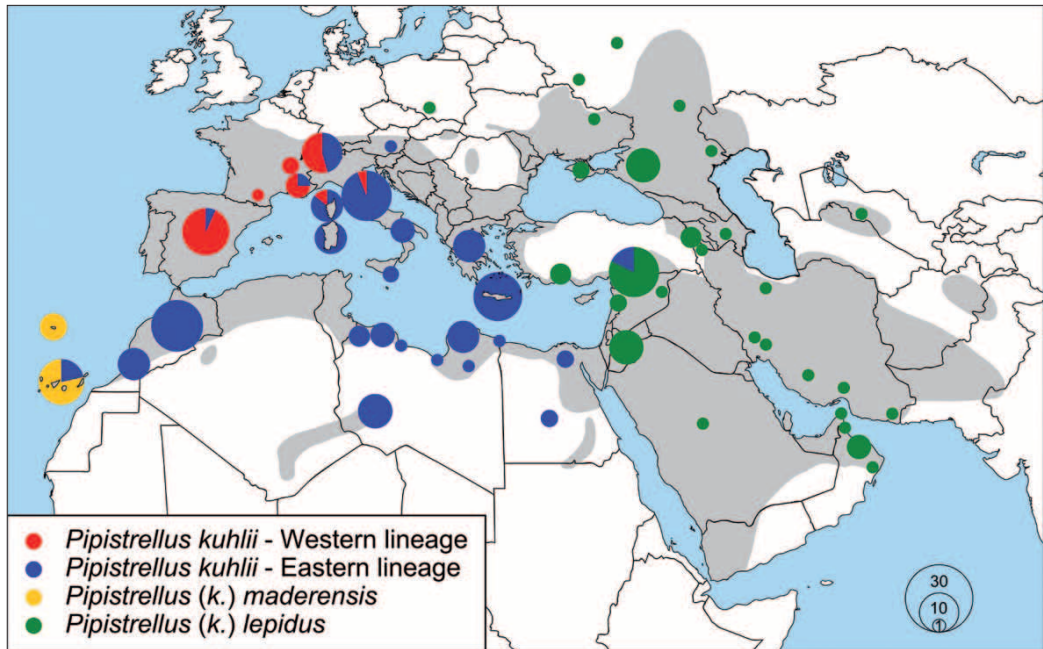 Pipistrellus kuhlii - Western lineage
Pipistrellus kuhlii - Eastern lineage
Pipistrellus (k.) maderensis
Pipistrellus (k.) lepidus
30
10
1